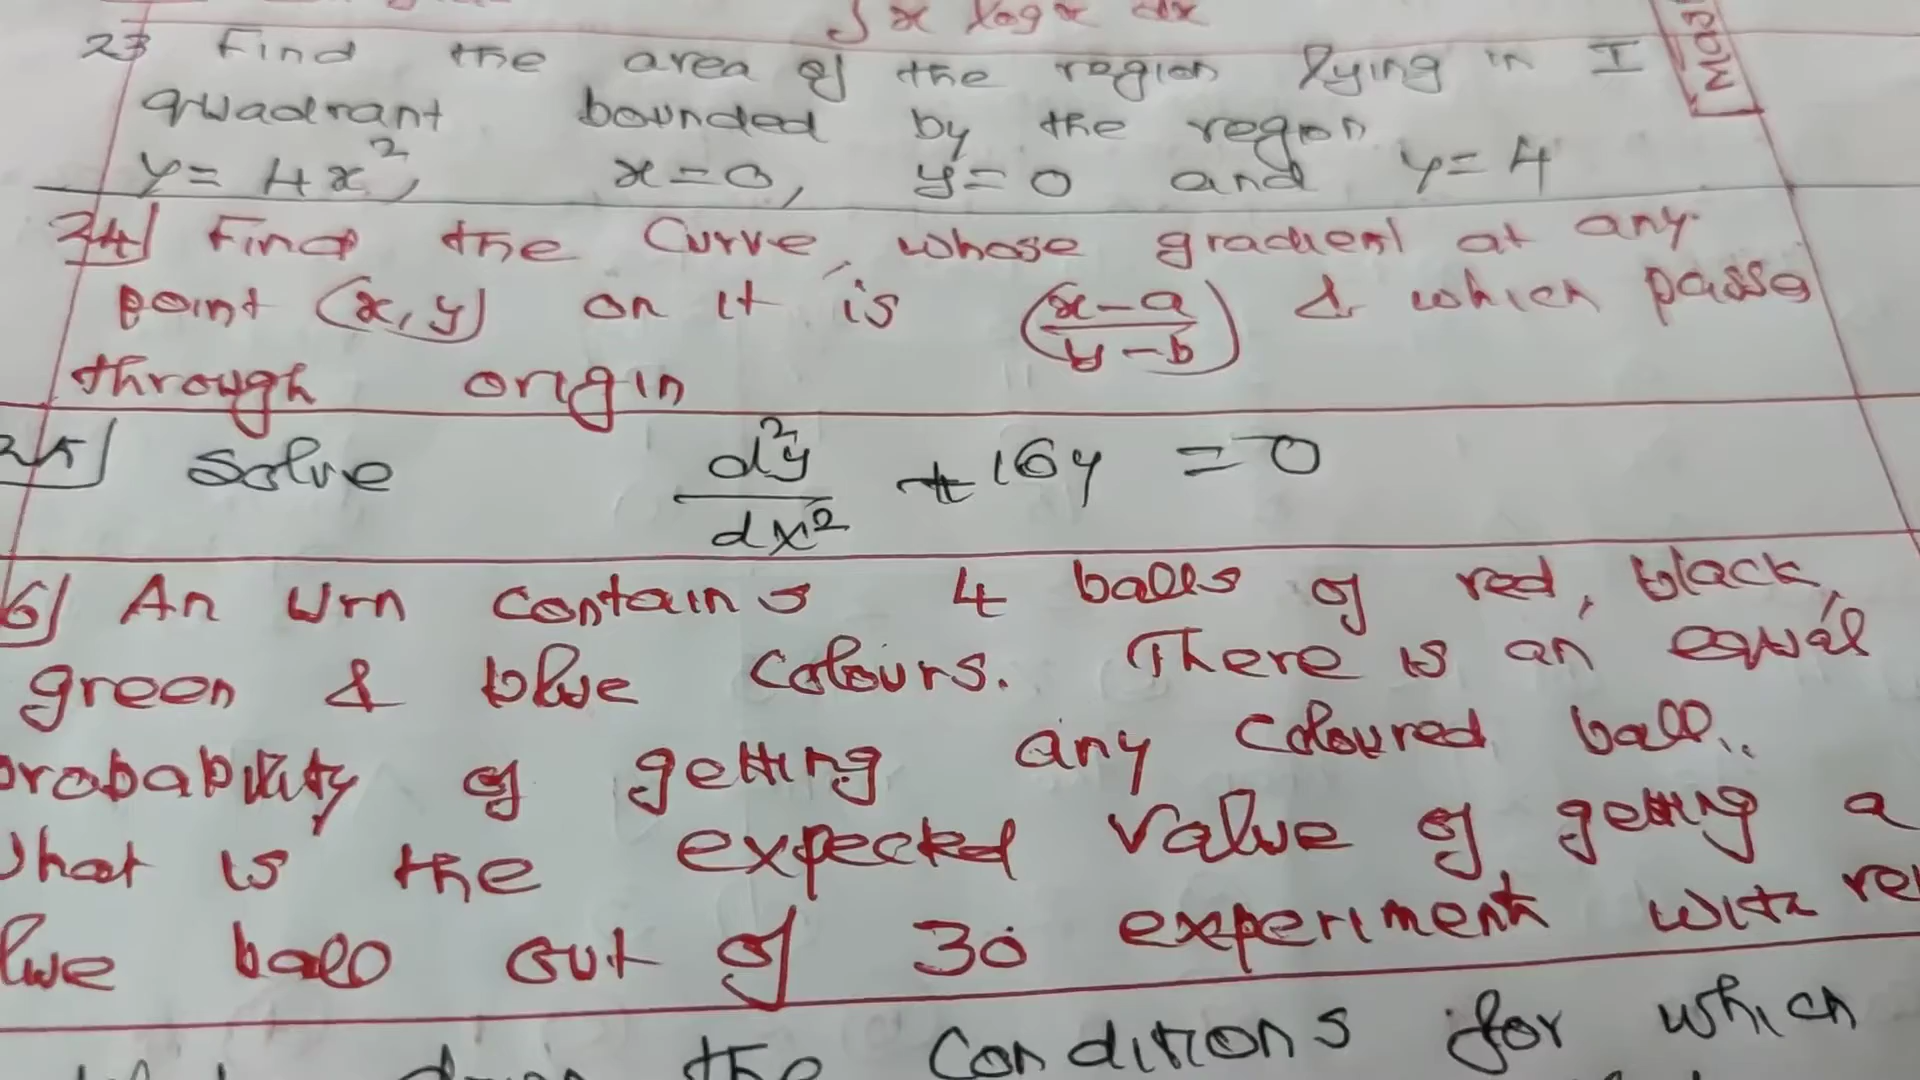 ∫ x log x dx
23 Find the area of the region lying in I
quadrant bounded by the region
y = 4x², x=0, y=0 and y=4
24) Find the curve, whose gradient at any
point (x,y) on it is (x-a/y-b) & which passes
through origin
25) Solve d²y/dx² + 16y = 0
6) An Urn contains 4 balls of red, black,
green & blue colours. There is an equal
probability of getting any coloured ball.
What is the expected value of getting a
blue ball out of 30 experiment with
the conditions for which